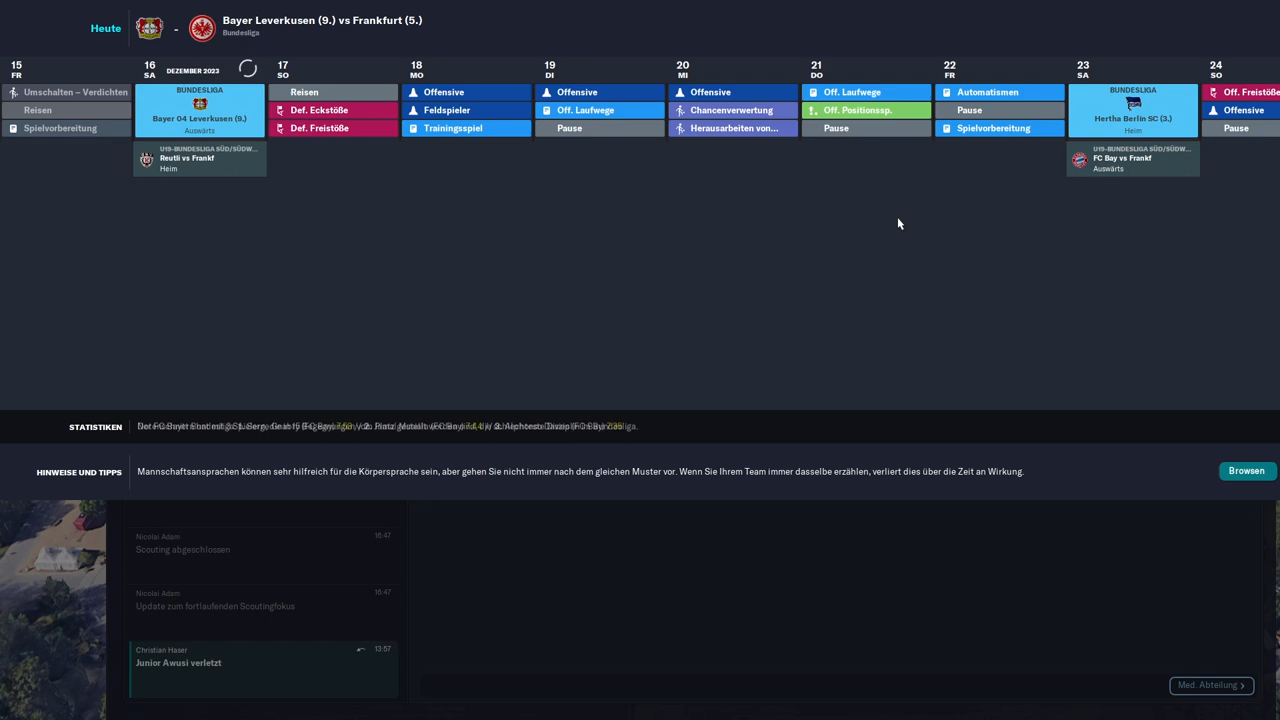 Heute
Bayer Leverkusen (9.) vs Frankfurt (5.)
-
Bundesliga
15 FR
16 SA
DEZEMBER 2023
17 SO
18 MO
19 DI
20 MI
21 DO
22 FR
23 SA
24 SO
Umschalten – Verdichten
Reisen
Spielvorbereitung
BUNDESLIGA
Bayer 04 Leverkusen (9.)
Auswärts
U19-BUNDESLIGA SÜD/SÜDW...
Reutli vs Frankf
Heim
Reisen
Def. Eckstöße
Def. Freistöße
Offensive
Feldspieler
Trainingsspiel
Offensive
Off. Laufwege
Pause
Offensive
Chancenverwertung
Herausarbeiten von...
Off. Laufwege
Off. Positionssp.
Pause
Automatismen
Pause
Spielvorbereitung
BUNDESLIGA
Hertha Berlin SC (3.)
Heim
U19-BUNDESLIGA SÜD/SÜDW...
FC Bay vs Frankf
Auswärts
Off. Freistöße
Offensive
Pause
STATISTIKEN
HINWEISE UND TIPPS
Mannschaftsansprachen können sehr hilfreich für die Körpersprache sein, aber gehen Sie nicht immer nach dem gleichen Muster vor. Wenn Sie Ihrem Team immer dasselbe erzählen, verliert dies über die Zeit an Wirkung.
Browsen
Nicolai Adam
16:47
Scouting abgeschlossen
Nicolai Adam
16:47
Update zum fortlaufenden Scoutingfokus
Christian Haser
13:57
Junior Awusi verletzt
Med. Abteilung